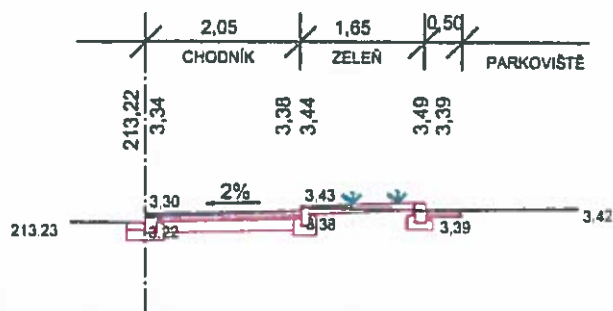 2,05 1,65 0,50
CHODNÍK ZELEŇ PARKOVIŠTĚ
213,22 3,34 3,38 3,44 3,49 3,39
3,30 2% 3,43
213.23 3,22 3,38 3,39 3,42